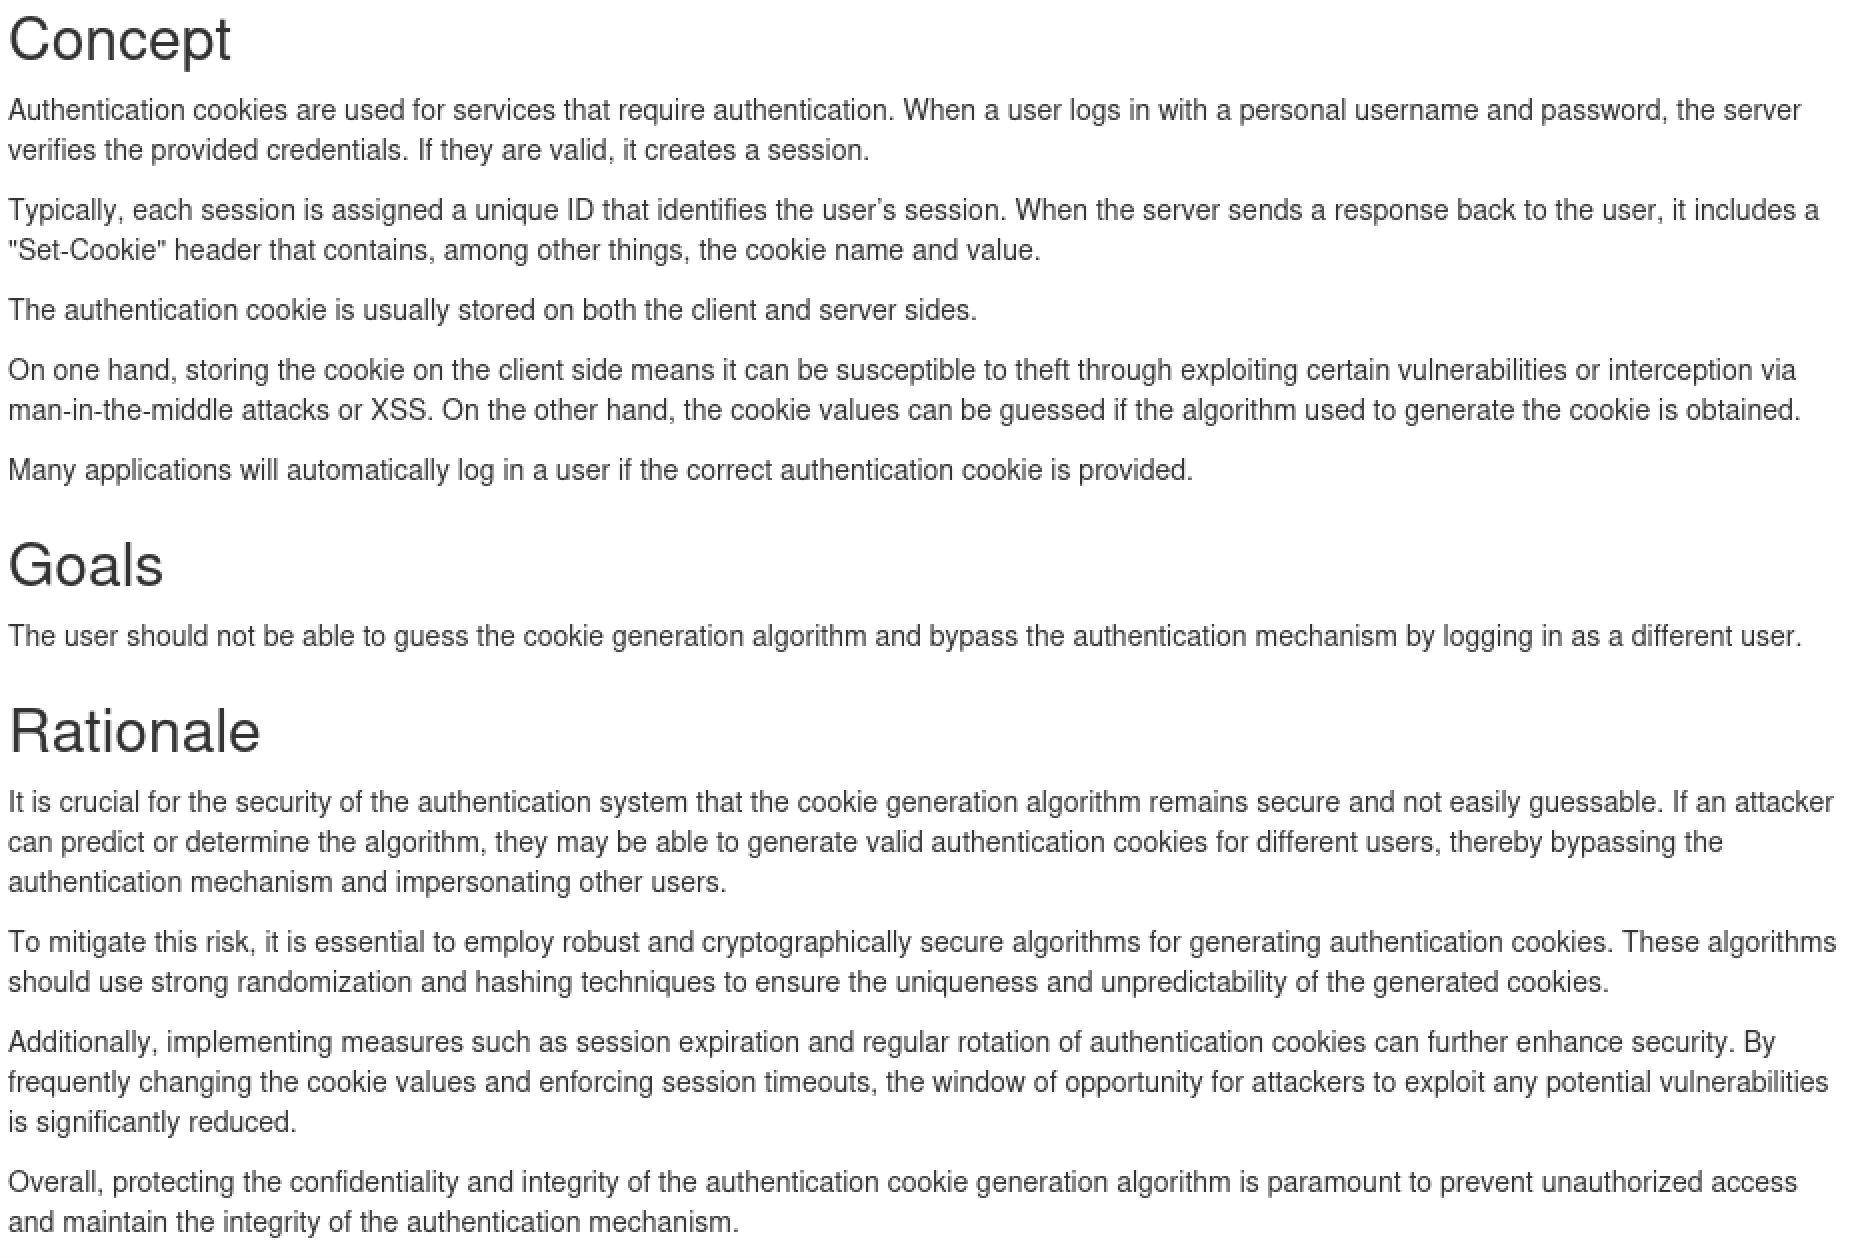 Concept
Authentication cookies are used for services that require authentication. When a user logs in with a personal username and password, the server
verifies the provided credentials. If they are valid, it creates a session.
Typically, each session is assigned a unique ID that identifies the user's session. When the server sends a response back to the user, it includes a
"Set-Cookie" header that contains, among other things, the cookie name and value.
The authentication cookie is usually stored on both the client and server sides.
On one hand, storing the cookie on the client side means it can be susceptible to theft through exploiting certain vulnerabilities or interception via
man-in-the-middle attacks or XSS. On the other hand, the cookie values can be guessed if the algorithm used to generate the cookie is obtained.
Many applications will automatically log in a user if the correct authentication cookie is provided.
Goals
The user should not be able to guess the cookie generation algorithm and bypass the authentication mechanism by logging in as a different user.
Rationale
It is crucial for the security of the authentication system that the cookie generation algorithm remains secure and not easily guessable. If an attacker
can predict or determine the algorithm, they may be able to generate valid authentication cookies for different users, thereby bypassing the
authentication mechanism and impersonating other users.
To mitigate this risk, it is essential to employ robust and cryptographically secure algorithms for generating authentication cookies. These algorithms
should use strong randomization and hashing techniques to ensure the uniqueness and unpredictability of the generated cookies.
Additionally, implementing measures such as session expiration and regular rotation of authentication cookies can further enhance security. By
frequently changing the cookie values and enforcing session timeouts, the window of opportunity for attackers to exploit any potential vulnerabilities
is significantly reduced.
Overall, protecting the confidentiality and integrity of the authentication cookie generation algorithm is paramount to prevent unauthorized access
and maintain the integrity of the authentication mechanism.